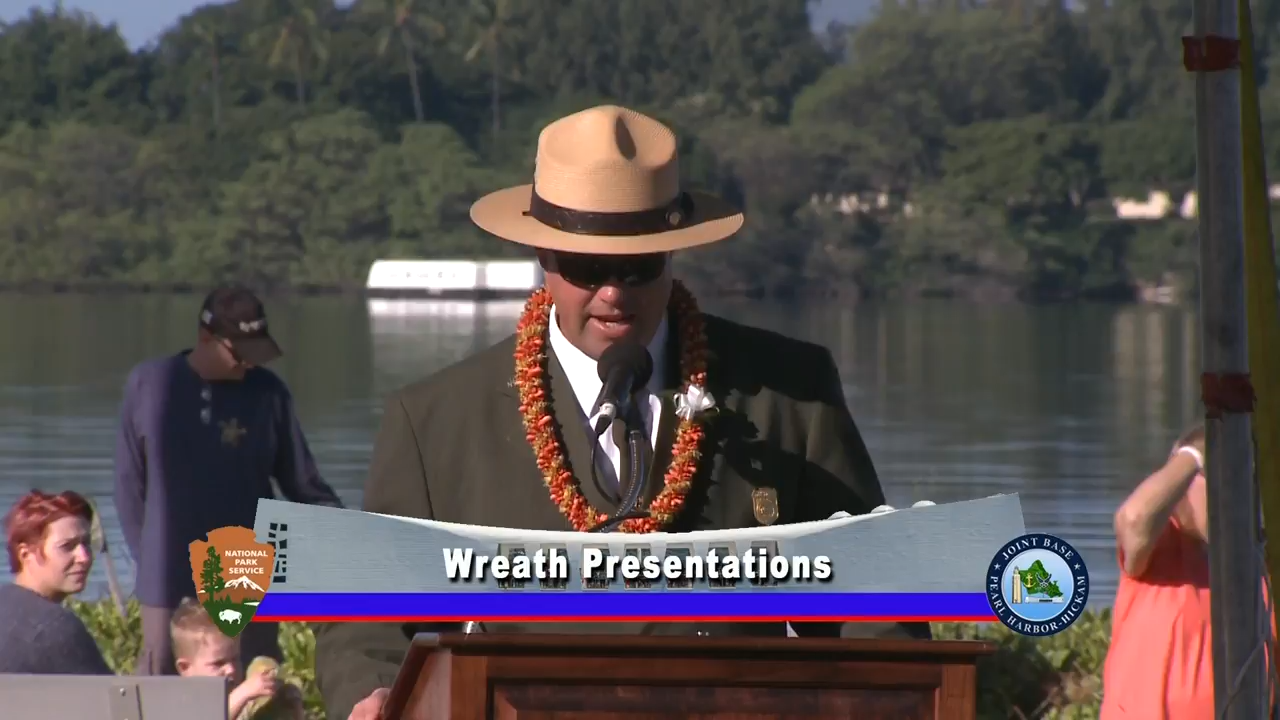 Wreath Presentations
NATIONAL
PARK
SERVICE
JOINT BASE
PEARL HARBOR-HICKAM